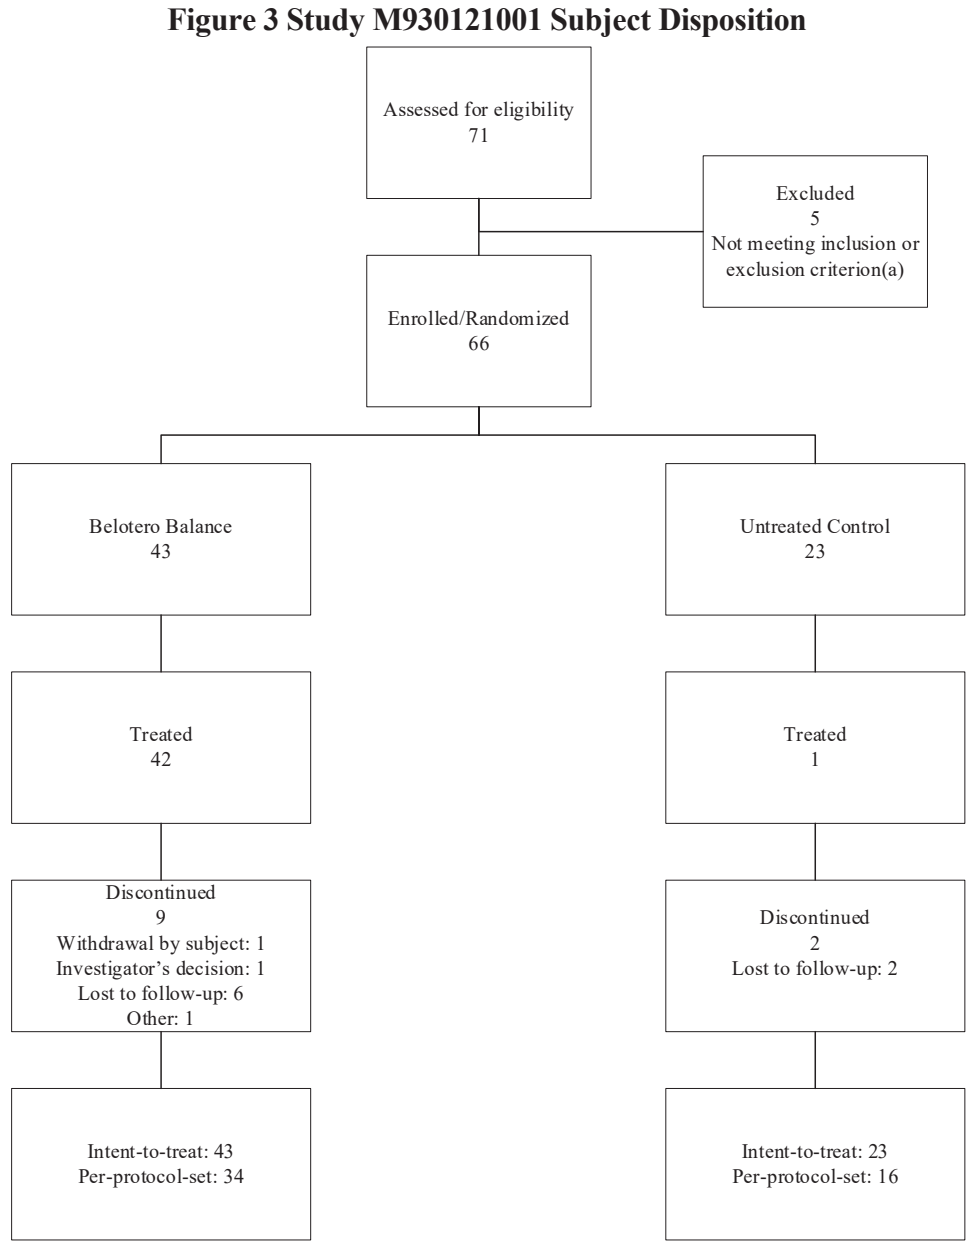 Figure 3 Study M930121001 Subject Disposition
Assessed for eligibility
71
Excluded
5
Not meeting inclusion or
exclusion criterion(a)
Enrolled/Randomized
66
Belotero Balance
43
Untreated Control
23
Treated
42
Treated
1
Discontinued
9
Withdrawal by subject: 1
Investigator’s decision: 1
Lost to follow-up: 6
Other: 1
Discontinued
2
Lost to follow-up: 2
Intent-to-treat: 43
Per-protocol-set: 34
Intent-to-treat: 23
Per-protocol-set: 16